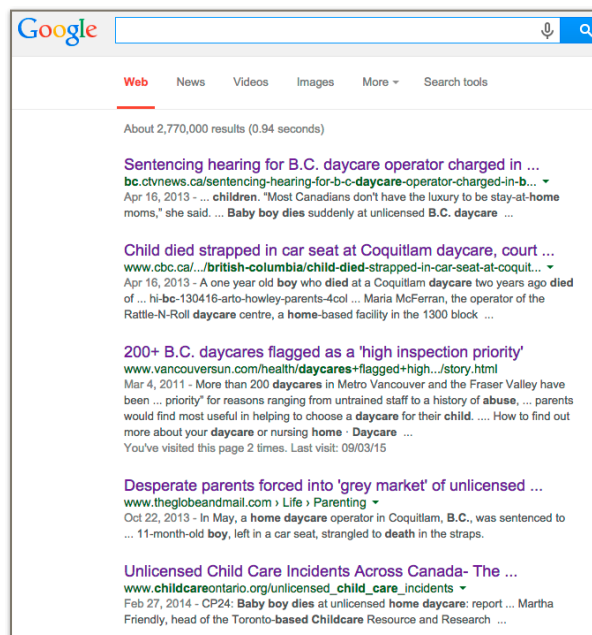 Google
Web News Videos Images More Search tools
About 2,770,000 results (0.94 seconds)
Sentencing hearing for B.C. daycare operator charged in ...
bc.ctvnews.ca/sentencing-hearing-for-b-c-daycare-operator-charged-in-b...
Apr 16, 2013 - ... children. "Most Canadians don't have the luxury to be stay-at-home
moms," she said. ... Baby boy dies suddenly at unlicensed B.C. daycare ...
Child died strapped in car seat at Coquitlam daycare, court ...
www.cbc.ca/.../british-columbia/child-died-strapped-in-car-seat-at-coquit...
Apr 16, 2013 - A one year old boy who died at a Coquitlam daycare two years ago died
of ... hi-bc-130416-arto-howley-parents-4col ... Maria McFerran, the operator of the
Rattle-N-Roll daycare centre, a home-based facility in the 1300 block ...
200+ B.C. daycares flagged as a 'high inspection priority'
www.vancouversun.com/health/daycares+flagged+high.../story.html
Mar 4, 2011 - More than 200 daycares in Metro Vancouver and the Fraser Valley have
been ... priority" for reasons ranging from untrained staff to a history of abuse, ... parents
would find most useful in helping to choose a daycare for their child. .... How to find out
more about your daycare or nursing home · Daycare ...
You've visited this page 2 times. Last visit: 09/03/15
Desperate parents forced into 'grey market' of unlicensed ...
www.theglobeandmail.com › Life › Parenting
Oct 22, 2013 - In May, a home daycare operator in Coquitlam, B.C., was sentenced to
... 11-month-old boy, left in a car seat, strangled to death in the straps.
Unlicensed Child Care Incidents Across Canada- The ...
www.childcareontario.org/unlicensed_child_care_incidents
Feb 27, 2014 - CP24: Baby boy dies at unlicensed home daycare: report ... Martha
Friendly, head of the Toronto-based Childcare Resource and Research ...